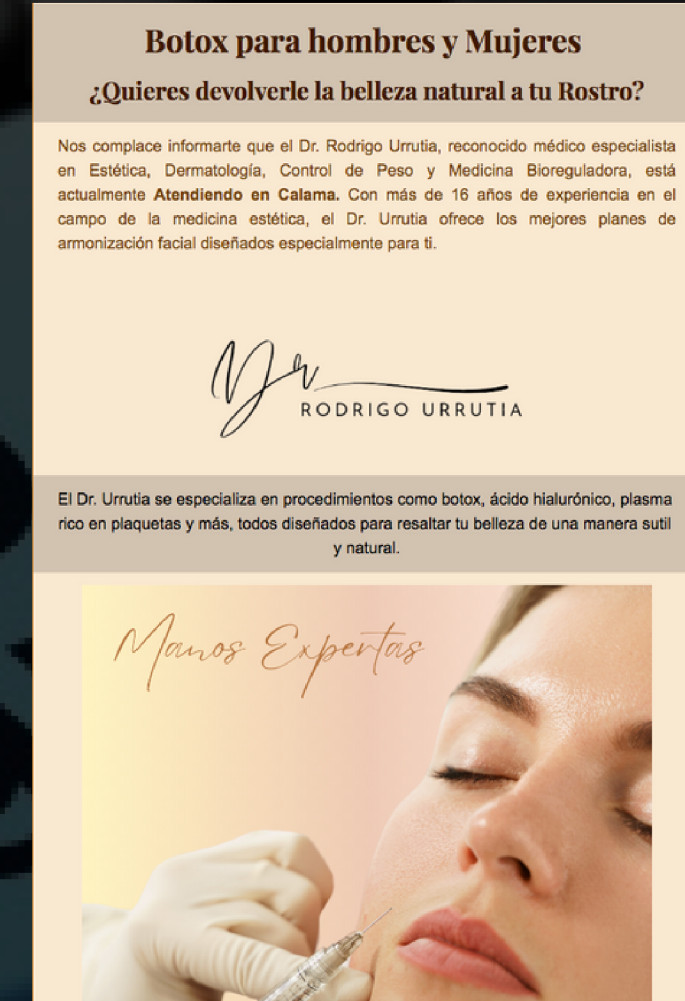 Botox para hombres y Mujeres
¿Quieres devolverle la belleza natural a tu Rostro?
Nos complace informarte que el Dr. Rodrigo Urrutia, reconocido médico especialista
en Estética, Dermatología, Control de Peso y Medicina Bioreguladora, está
actualmente Atendiendo en Calama. Con más de 16 años de experiencia en el
campo de la medicina estética, el Dr. Urrutia ofrece los mejores planes de
armonización facial diseñados especialmente para ti.
Dr
RODRIGO URRUTIA
El Dr. Urrutia se especializa en procedimientos como botox, ácido hialurónico, plasma
rico en plaquetas y más, todos diseñados para resaltar tu belleza de una manera sutil
y natural.
Manos Expertas